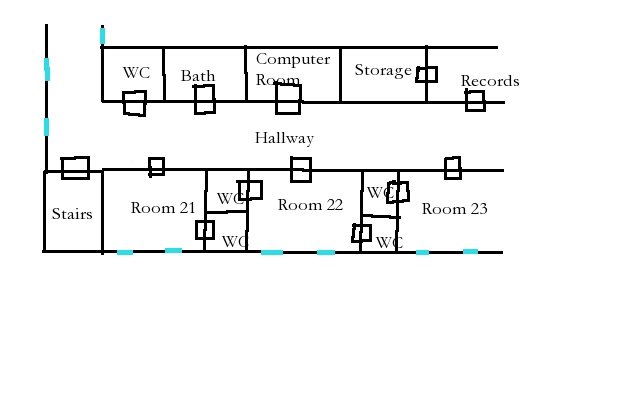 WC
Bath
Computer
Room
Storage
Records
Hallway
Stairs
Room 21
WC
WC
Room 22
WC
WC
Room 23